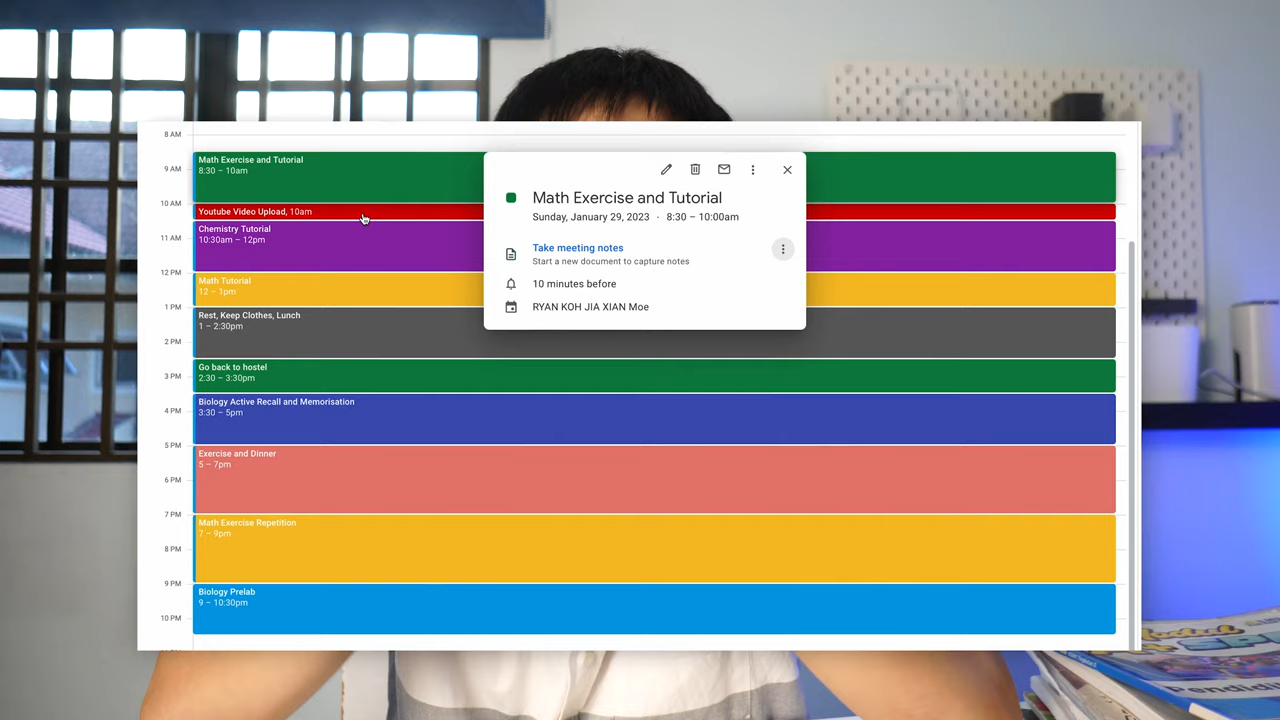 8 AM
Math Exercise and Tutorial
8:30 – 10am
9 AM
10 AM
Youtube Video Upload, 10am
Chemistry Tutorial
10:30am – 12pm
11 AM
12 PM
Math Tutorial
12 – 1pm
1 PM
Rest, Keep Clothes, Lunch
1 – 2:30pm
2 PM
Go back to hostel
2:30 – 3:30pm
3 PM
Biology Active Recall and Memorisation
3:30 – 5pm
4 PM
5 PM
Exercise and Dinner
5 – 7pm
6 PM
7 PM
Math Exercise Repetition
7 – 9pm
8 PM
9 PM
Biology Prelab
9 – 10:30pm
10 PM
Math Exercise and Tutorial
Sunday, January 29, 2023 · 8:30 – 10:00am
Take meeting notes
Start a new document to capture notes
10 minutes before
RYAN KOH JIA XIAN Moe